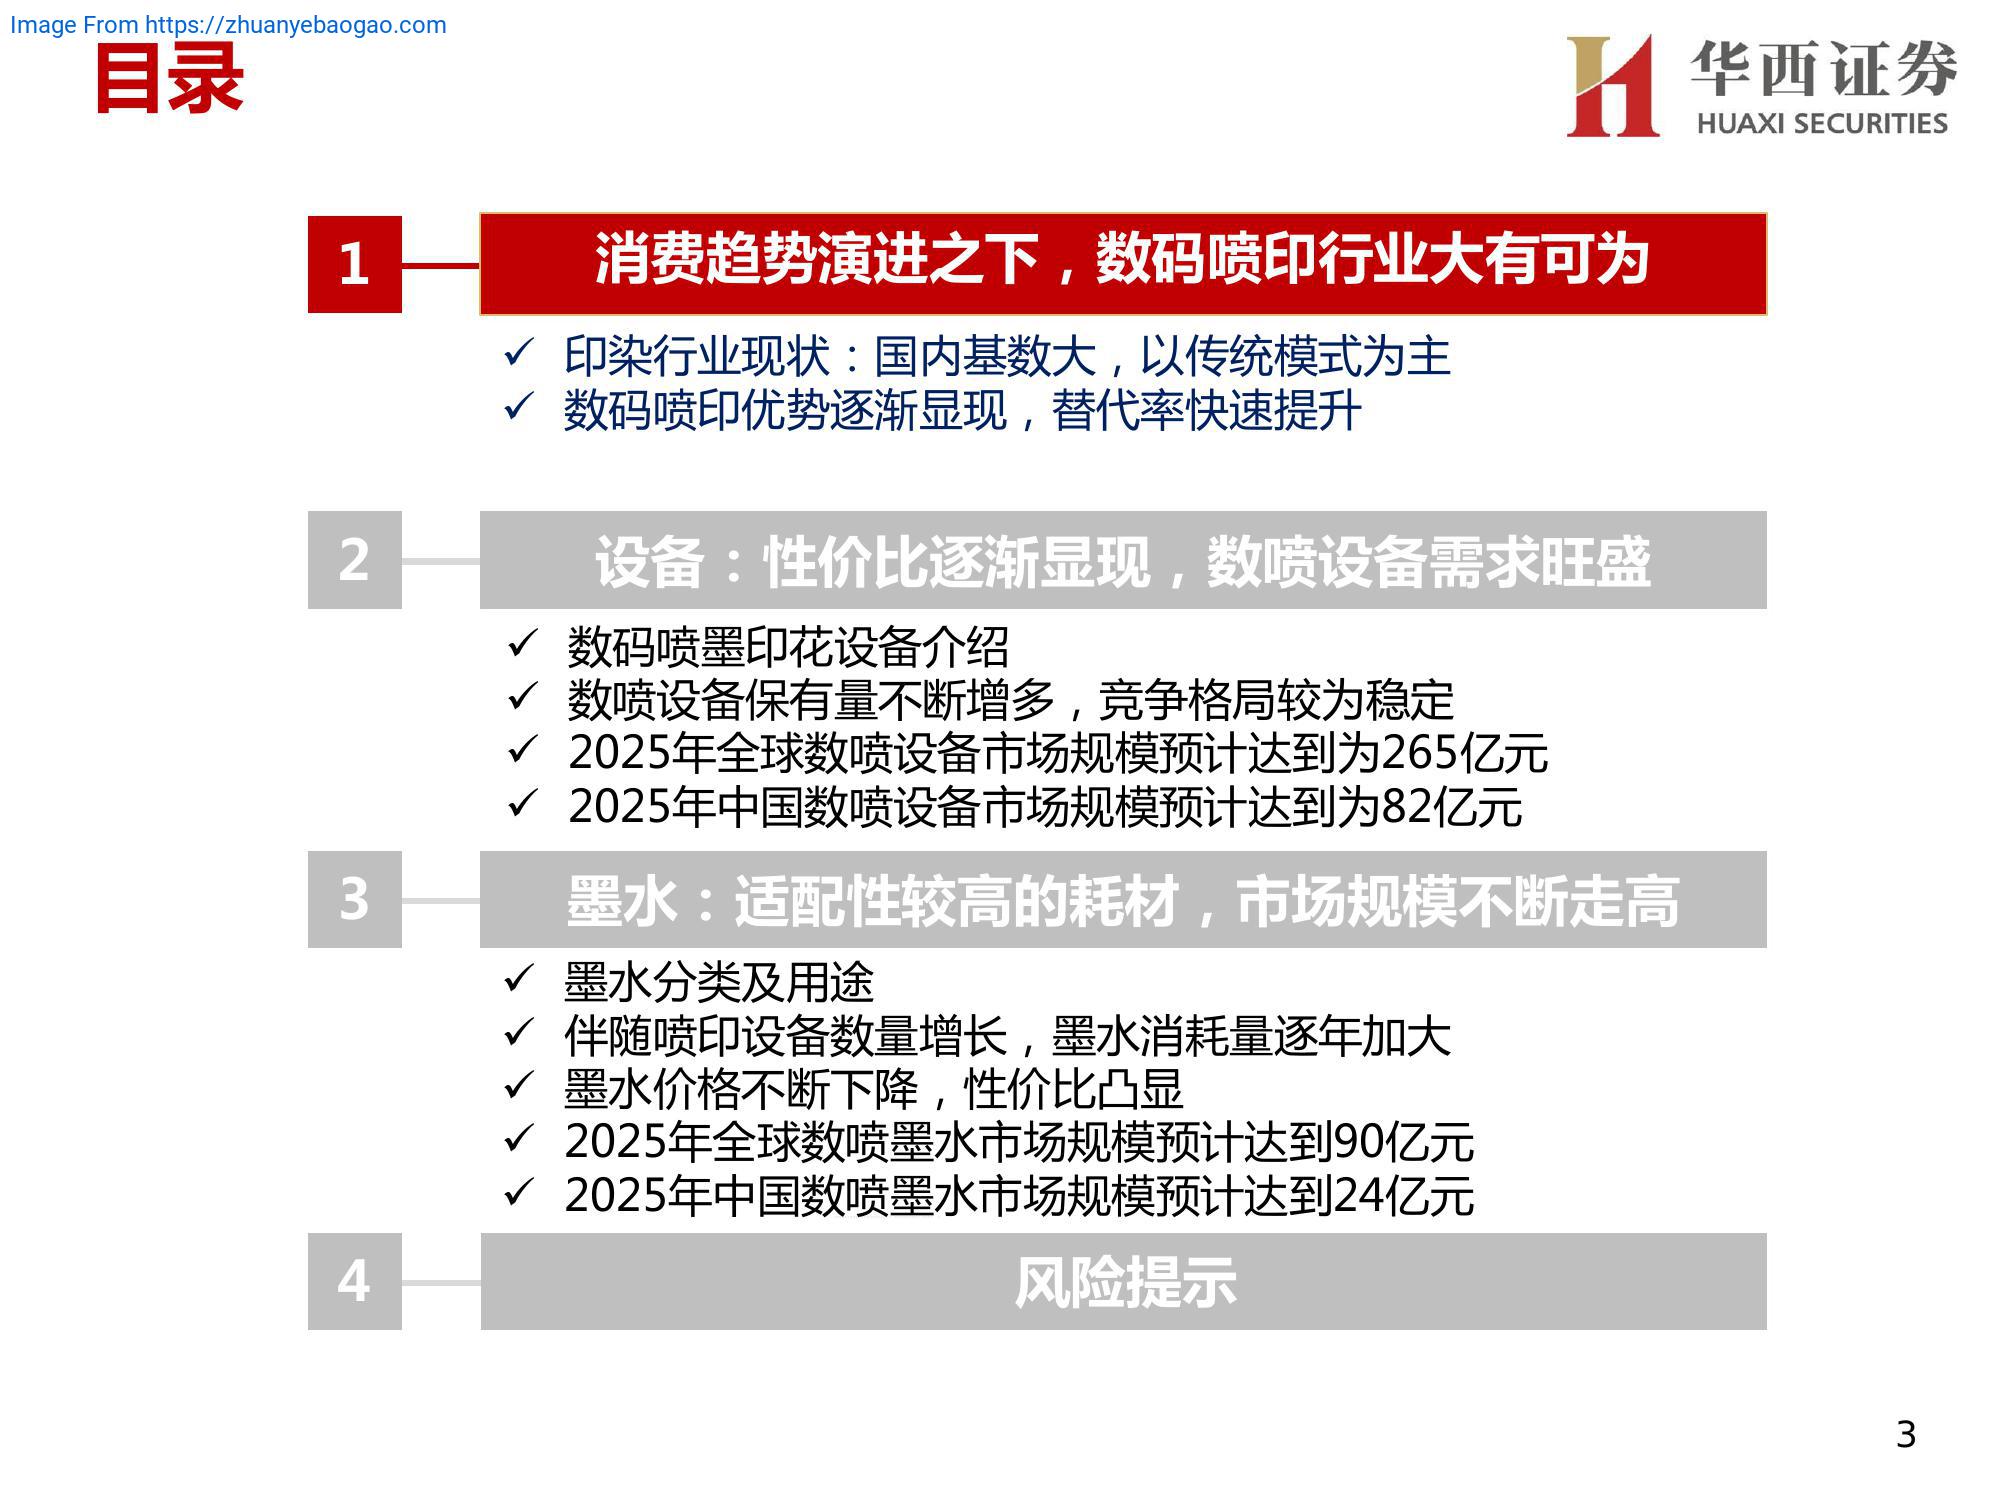 Image From https://zhuanyebaogao.com
目录
华西证券
HUAXI SECURITIES
1
消费趋势演进之下，数码喷印行业大有可为
✓ 印染行业现状：国内基数大，以传统模式为主
✓ 数码喷印优势逐渐显现，替代率快速提升
2
设备：性价比逐渐显现，数喷设备需求旺盛
✓ 数码喷墨印花设备介绍
✓ 数喷设备保有量不断增多，竞争格局较为稳定
✓ 2025年全球数喷设备市场规模预计达到为265亿元
✓ 2025年中国数喷设备市场规模预计达到为82亿元
3
墨水：适配性较高的耗材，市场规模不断走高
✓ 墨水分类及用途
✓ 伴随喷印设备数量增长，墨水消耗量逐年加大
✓ 墨水价格不断下降，性价比凸显
✓ 2025年全球数喷墨水市场规模预计达到90亿元
✓ 2025年中国数喷墨水市场规模预计达到24亿元
4
风险提示
3